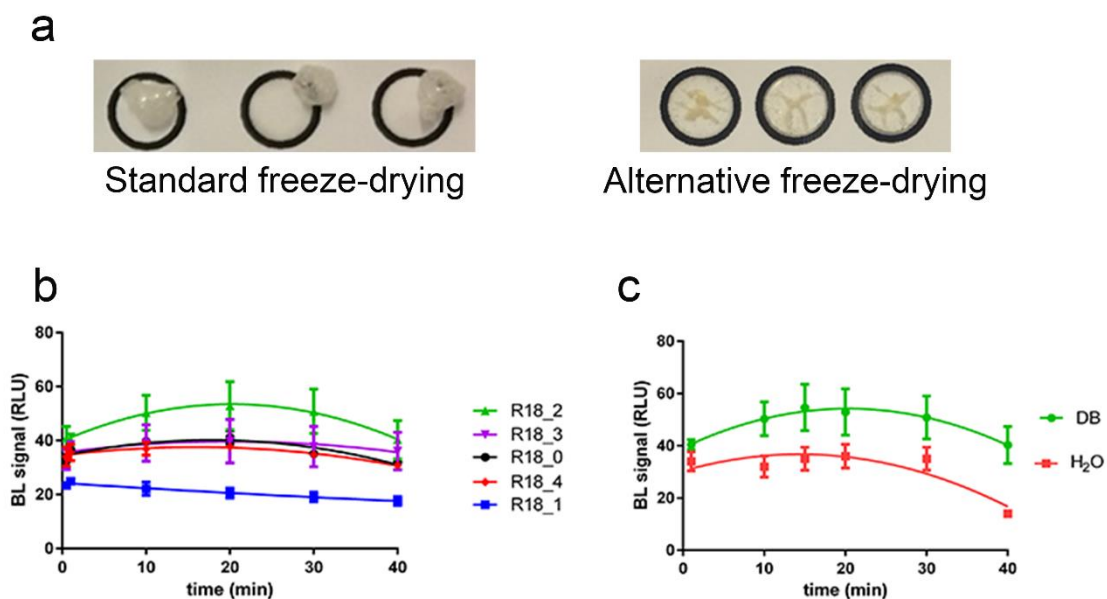 a
Standard freeze-drying
Alternative freeze-drying
b
BL signal (RLU)
80
60
40
20
0
0 10 20 30 40
time (min)
R18_2
R18_3
R18_0
R18_4
R18_1
c
BL signal (RLU)
80
60
40
20
0
0 10 20 30 40
time (min)
DB
H₂O